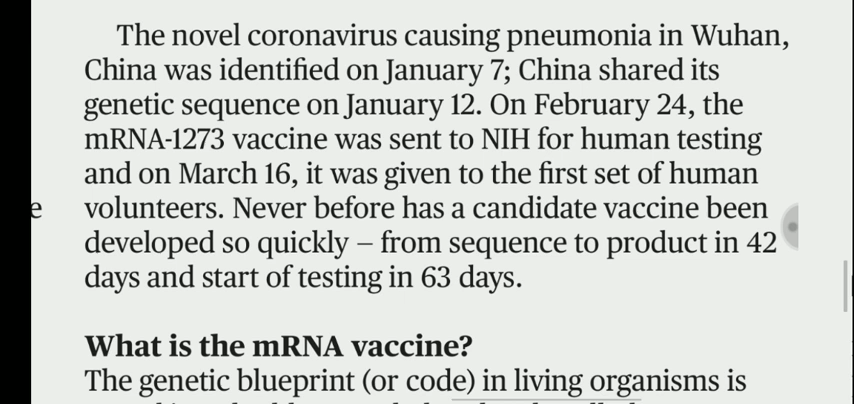 The novel coronavirus causing pneumonia in Wuhan,
China was identified on January 7; China shared its
genetic sequence on January 12. On February 24, the
mRNA-1273 vaccine was sent to NIH for human testing
and on March 16, it was given to the first set of human
e
volunteers. Never before has a candidate vaccine been
developed so quickly – from sequence to product in 42
days and start of testing in 63 days.
What is the mRNA vaccine?
The genetic blueprint (or code) in living organisms is